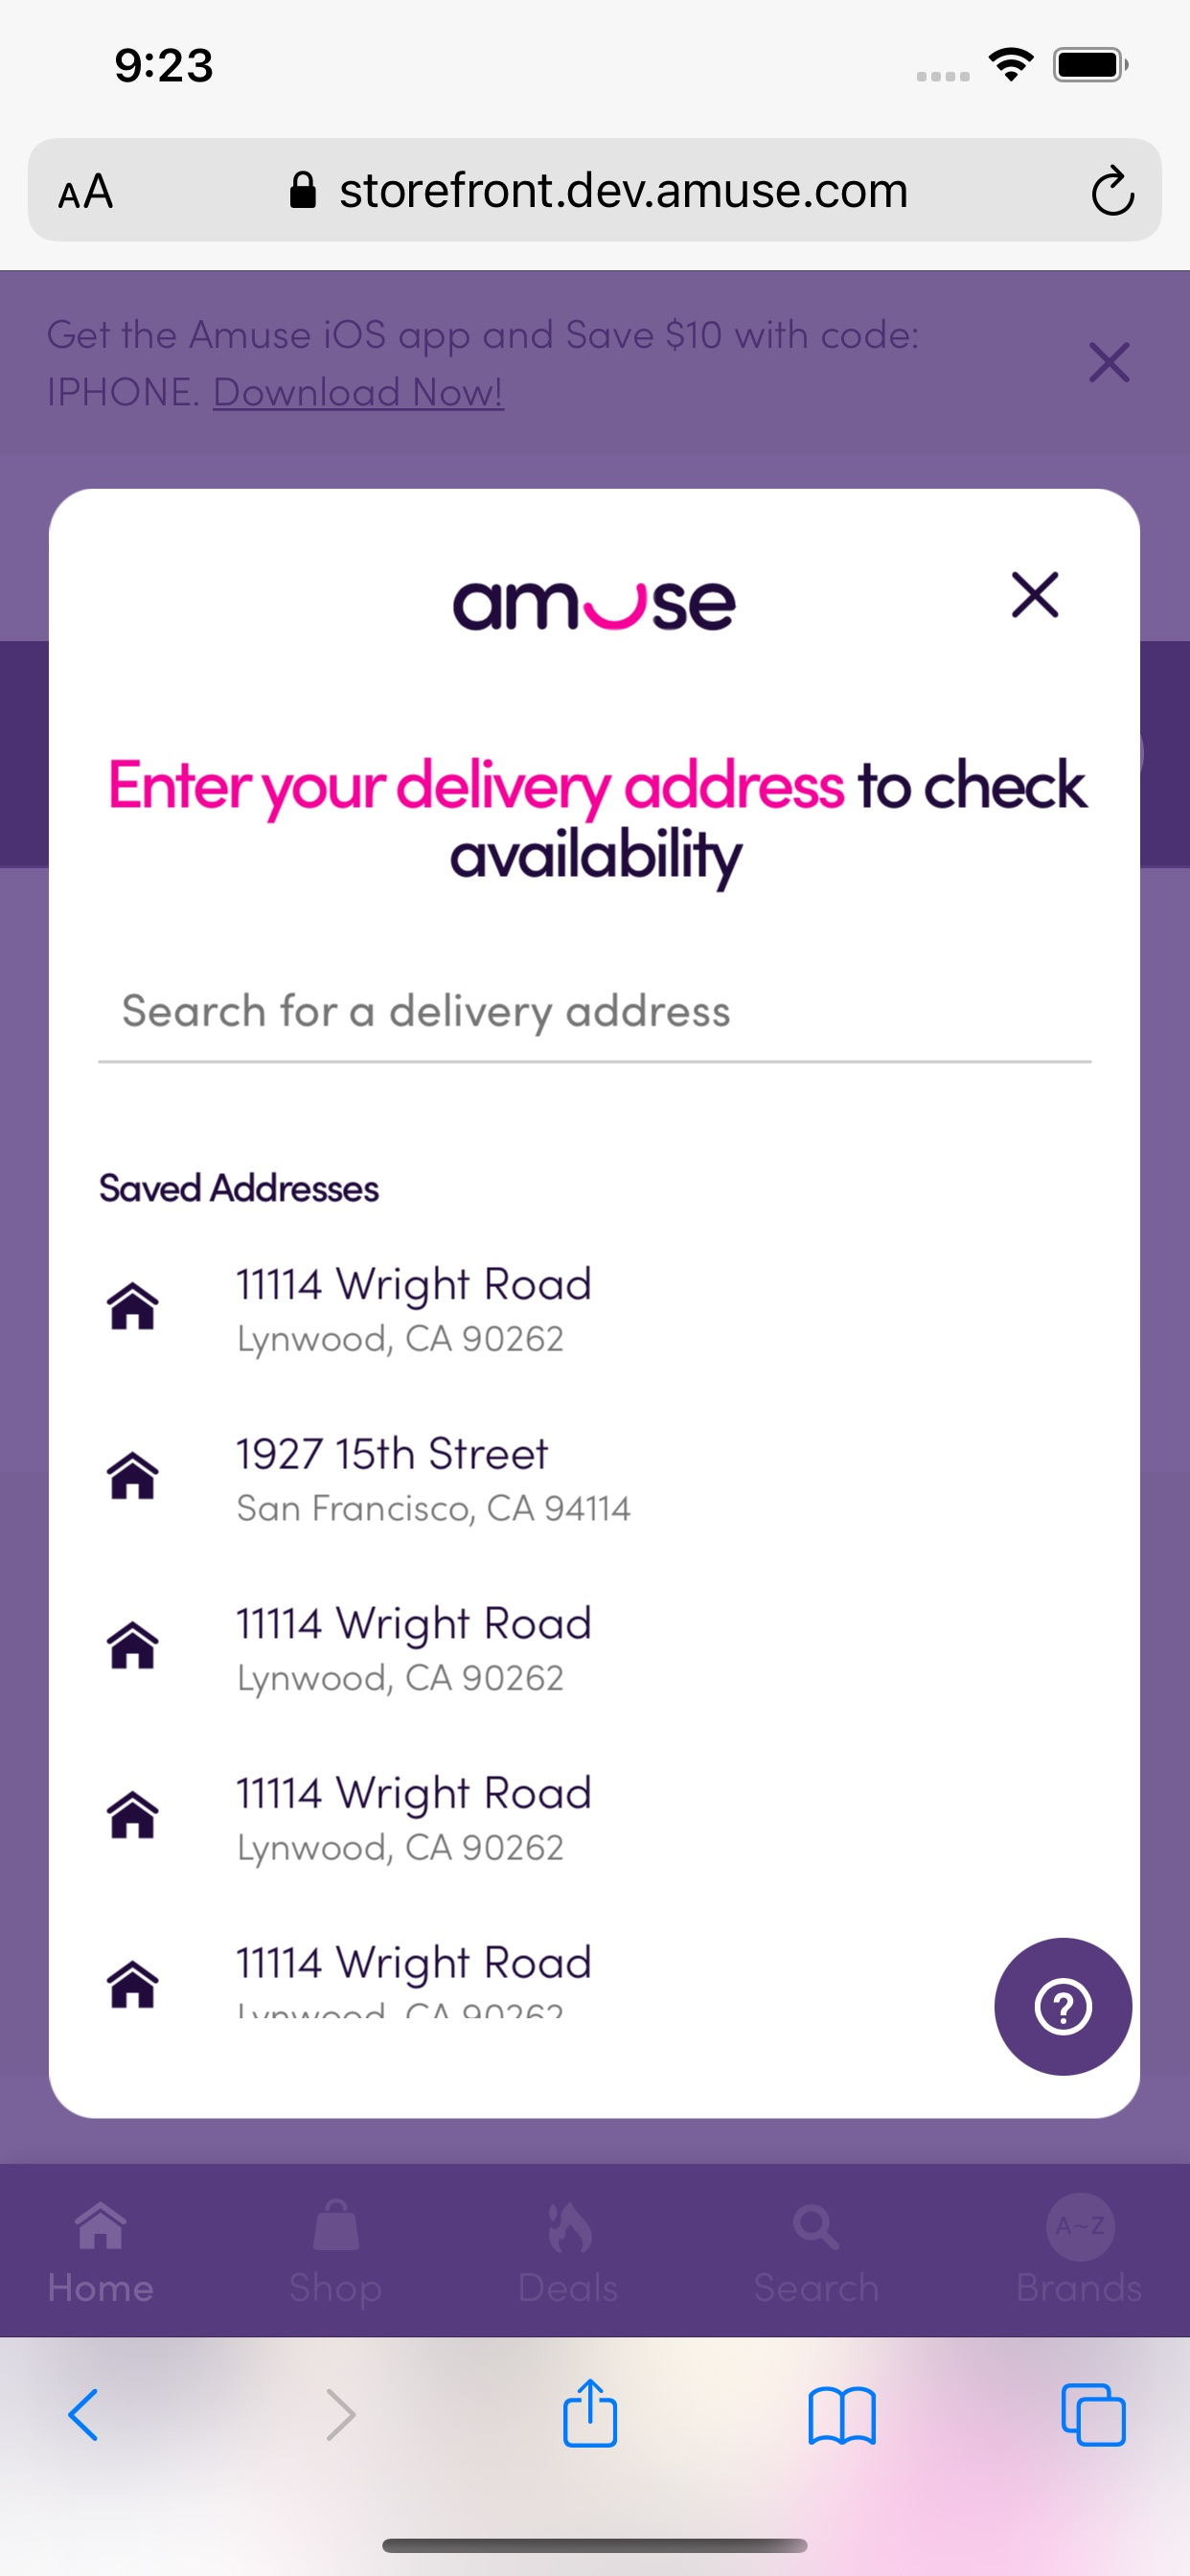 9:23
AA storefront.dev.amuse.com
Get the Amuse iOS app and Save $10 with code:
IPHONE. Download Now!
amuse
Enter your delivery address to check
availability
Search for a delivery address
Saved Addresses
11114 Wright Road
Lynwood, CA 90262
1927 15th Street
San Francisco, CA 94114
11114 Wright Road
Lynwood, CA 90262
11114 Wright Road
Lynwood, CA 90262
11114 Wright Road
Lynwood, CA 90262
?
A~Z
Home Shop Deals Search Brands